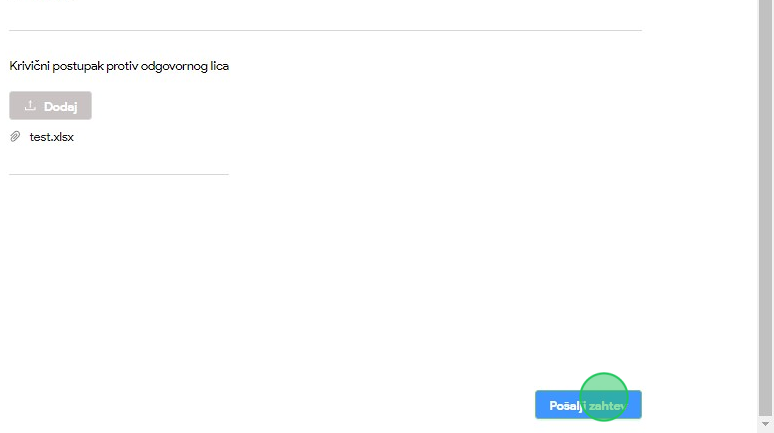 Krivični postupak protiv odgovornog lica
Dodaj
test.xlsx
Pošalji zahtev